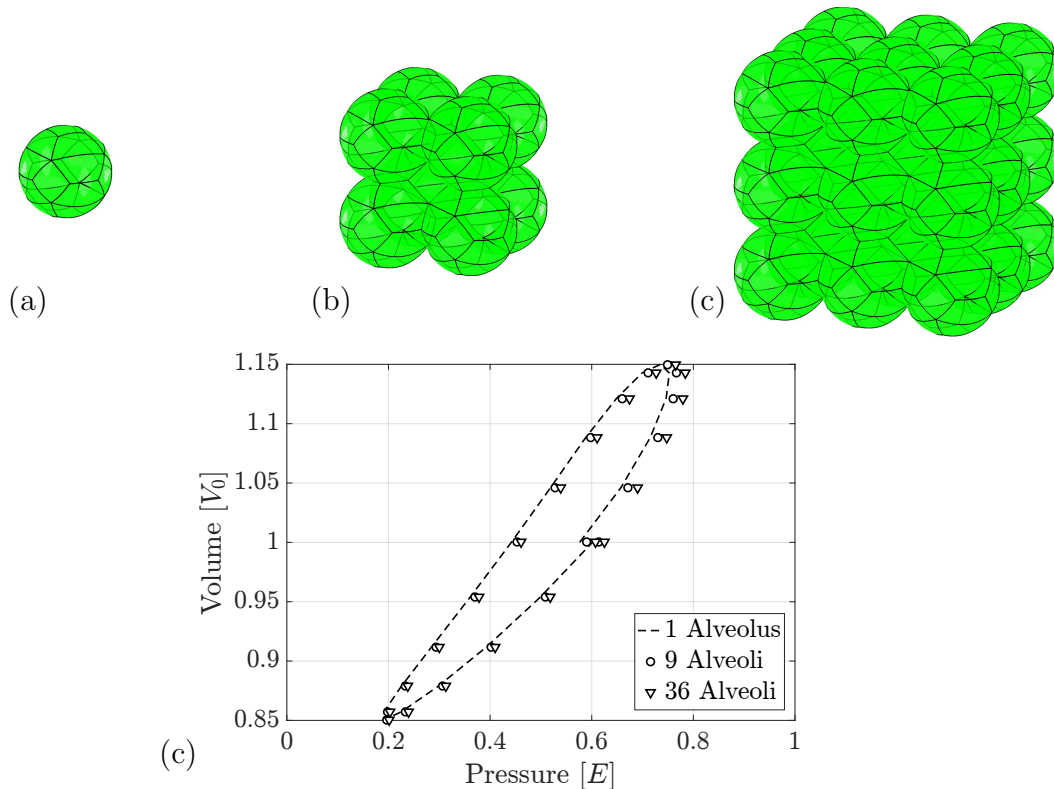 (a)
(b)
(c)
1.15
1.1
1.05
1
0.95
0.9
0.85
Volume [V₀]
0
0.2
0.4
0.6
0.8
1
Pressure [E]
1 Alveolus
9 Alveoli
36 Alveoli
(c)